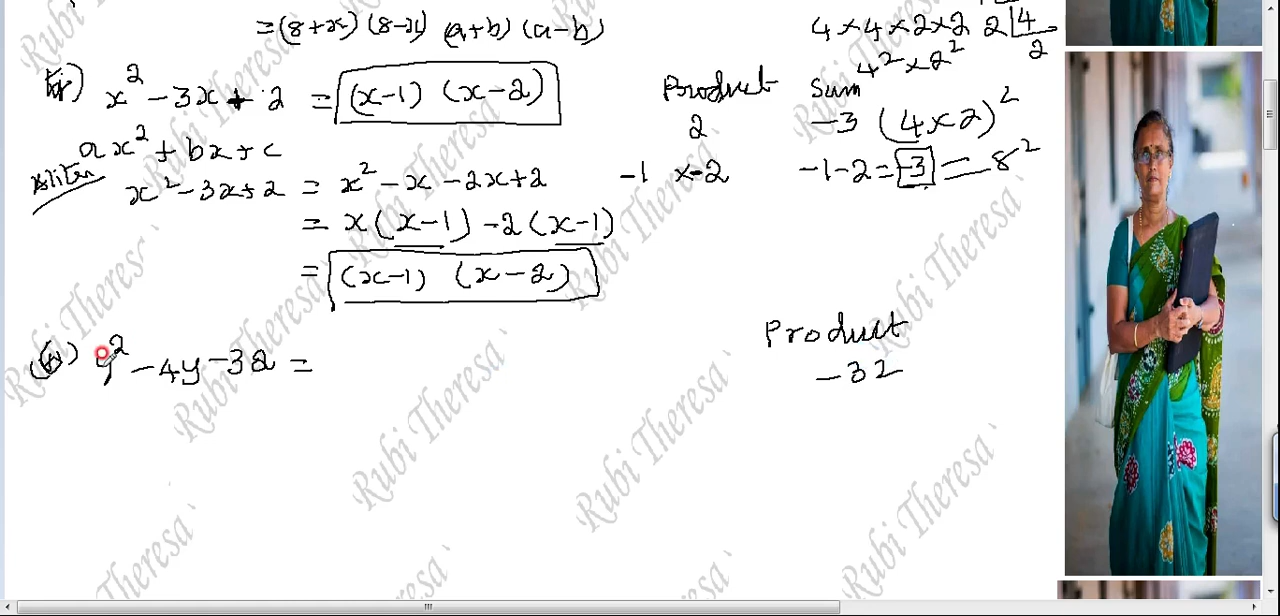 = (8+x) (8-x) (a+b) (a-b)
4 × 4 × 2 × 2 2 4
2
4² × 2²
x² - 3x + 2 = (x-1) (x-2)
Product Sum
2 -3 (4×2)²
ax² + bx + c
x² - 3x + 2 = x² - x - 2x + 2 -1 × -2 -1 - 2 = -3 = 8²
= x (x-1) - 2 (x-1)
= (x-1) (x-2)
Product
y² - 4y - 32 =
-32
Rubi Theresa